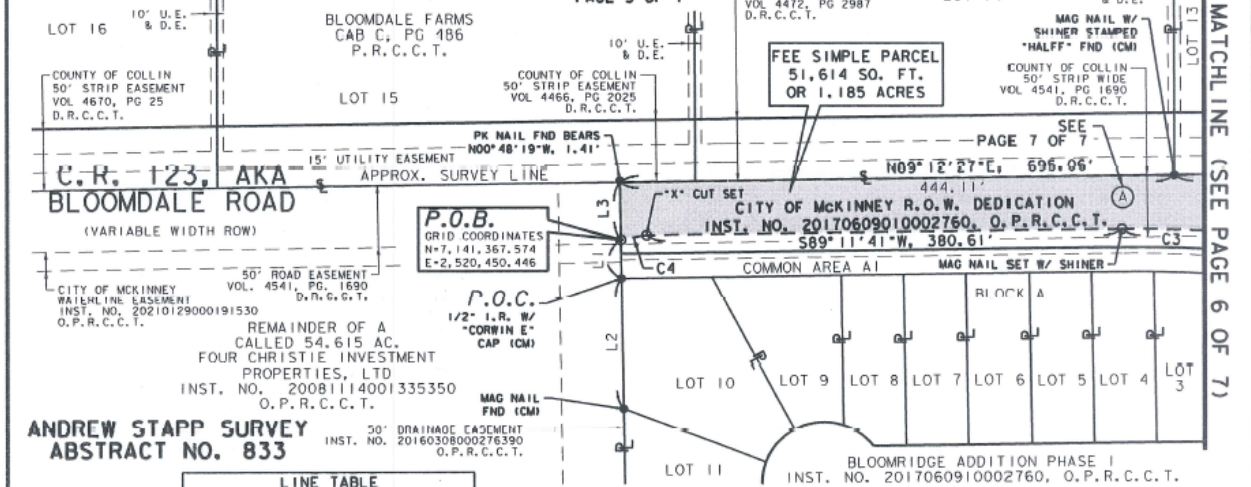 LOT 16
10' U.E.
& D.E.
BLOOMDALE FARMS
CAB C, PG 486
P.R.C.C.T.
VOL 4472, PG 2987
D.R.C.C.T.
10' U.E.
& D.E.
MAG NAIL W/
SHINER STAMPED
"HALFF" FND (CM)
LOT 13
COUNTY OF COLLIN
50' STRIP EASEMENT
VOL 4670, PG 25
D.R.C.C.T.
LOT 15
COUNTY OF COLLIN
50' STRIP EASEMENT
VOL 4466, PG 2025
D.R.C.C.T.
FEE SIMPLE PARCEL
51,614 SO. FT.
OR 1.185 ACRES
COUNTY OF COLLIN
50' STRIP WIDE
VOL 4541, PG 1690
D.R.C.C.T.
MATCHLINE (SEE PAGE 6 OF 7)
PK NAIL FND BEARS
N00°48'19"W, 1.41'
SEE
PAGE 7 OF 7
15' UTILITY EASEMENT
APPROX. SURVEY LINE
C.R. 123, AKA
BLOOMDALE ROAD
(VARIABLE WIDTH ROW)
N89°12'27"E, 696.06'
444.11'
"X" CUT SET
CITY OF McKINNEY
R.O.W. DEDICATION
INST. NO. 20170609010002760, O.P.R.C.C.T.
A
L3
P.O.B.
GRID COORDINATES
N=7,141,367.574
E=2,520,450.446
S89°11'41"W, 380.61'
C3
C4
COMMON AREA A1
MAG NAIL SET W/ SHINER
L1
50' ROAD EASEMENT
VOL. 4541, PG. 1690
CITY OF MCKINNEY
WATERLINE EASEMENT
INST. NO. 20210129000191530
O.P.R.C.C.T.
P.O.C.
1/2" I.R. W/
"CORWIN E"
CAP (CM)
BLOCK A
REMAINDER OF A
CALLED 54.615 AC.
FOUR CHRISTIE INVESTMENT
PROPERTIES, LTD
INST. NO. 20081114001335350
O.P.R.C.C.T.
L2
LOT 10
LOT 9
LOT 8
LOT 7
LOT 6
LOT 5
LOT 4
LOT
3
MAG NAIL
FND (CM)
ANDREW STAPP SURVEY
ABSTRACT NO. 833
DRAINAGE EASEMENT
INST. NO. 20160308000276390
O.P.R.C.C.T.
LOT 11
BLOOMRIDGE ADDITION PHASE I
INST. NO. 20170609010002760, O.P.R.C.C.T.
LINE TABLE